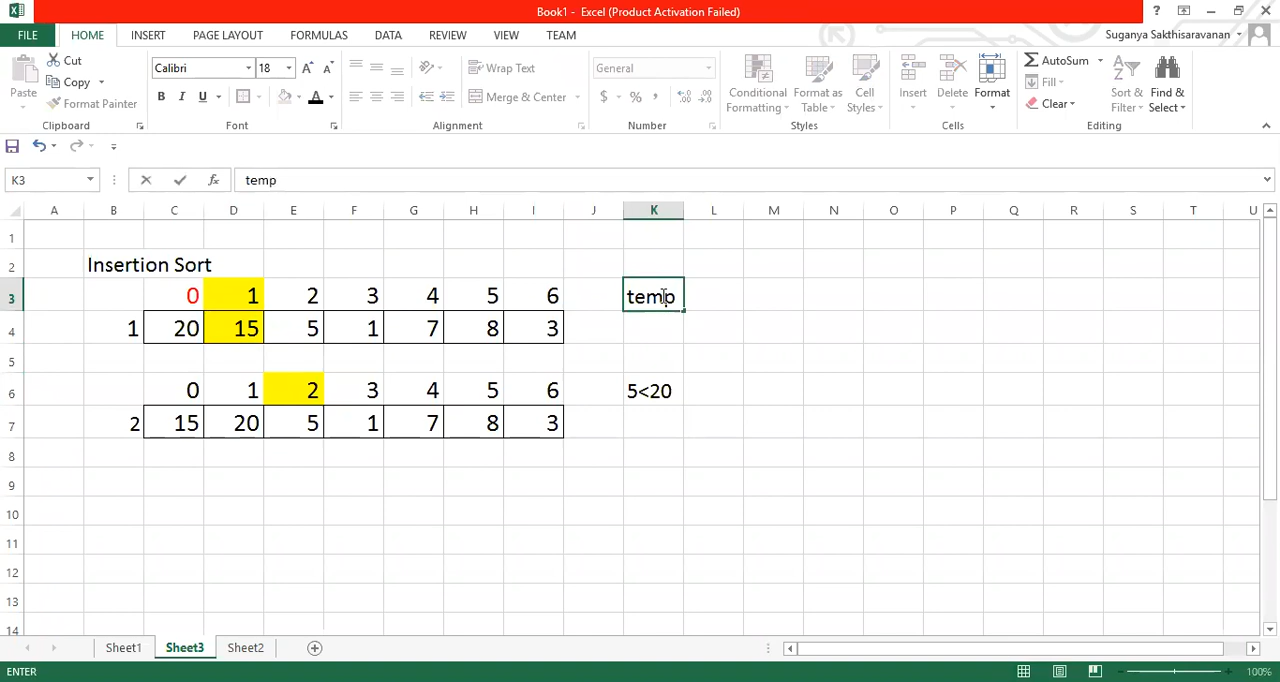 Book1 - Excel (Product Activation Failed)
FILE HOME INSERT PAGE LAYOUT FORMULAS DATA REVIEW VIEW TEAM Suganya Sakthisaravanan
Paste Cut Copy Format Painter Clipboard
Calibri 18 B I U A Font
Wrap Text Merge & Center Alignment
General $ % , Number
Conditional Formatting Format as Table Cell Styles Styles
Insert Delete Format Cells
AutoSum Fill Clear Sort & Filter Find & Select Editing
K3 fx temp
A B C D E F G H I J K L M N O P Q R S T U
1
2 Insertion Sort
3 0 1 2 3 4 5 6 temp
4 1 20 15 5 1 7 8 3
5
6 0 1 2 3 4 5 6 5<20
7 2 15 20 5 1 7 8 3
8
9
10
11
12
13
14
Sheet1 Sheet3 Sheet2
ENTER 100%